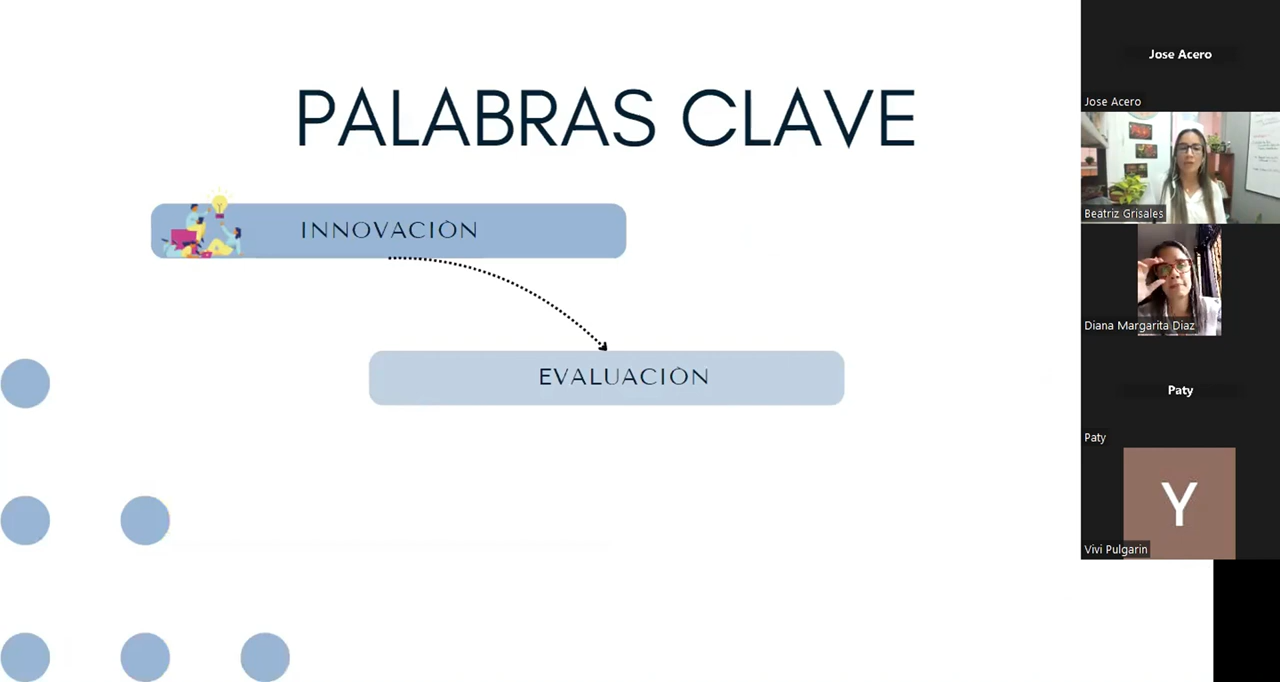 PALABRAS CLAVE
INNOVACIÓN
EVALUACIÓN
Jose Acero
Jose Acero
Beatriz Grisales
Diana Margarita Diaz
Paty
Paty
Y
Vivi Pulgarin